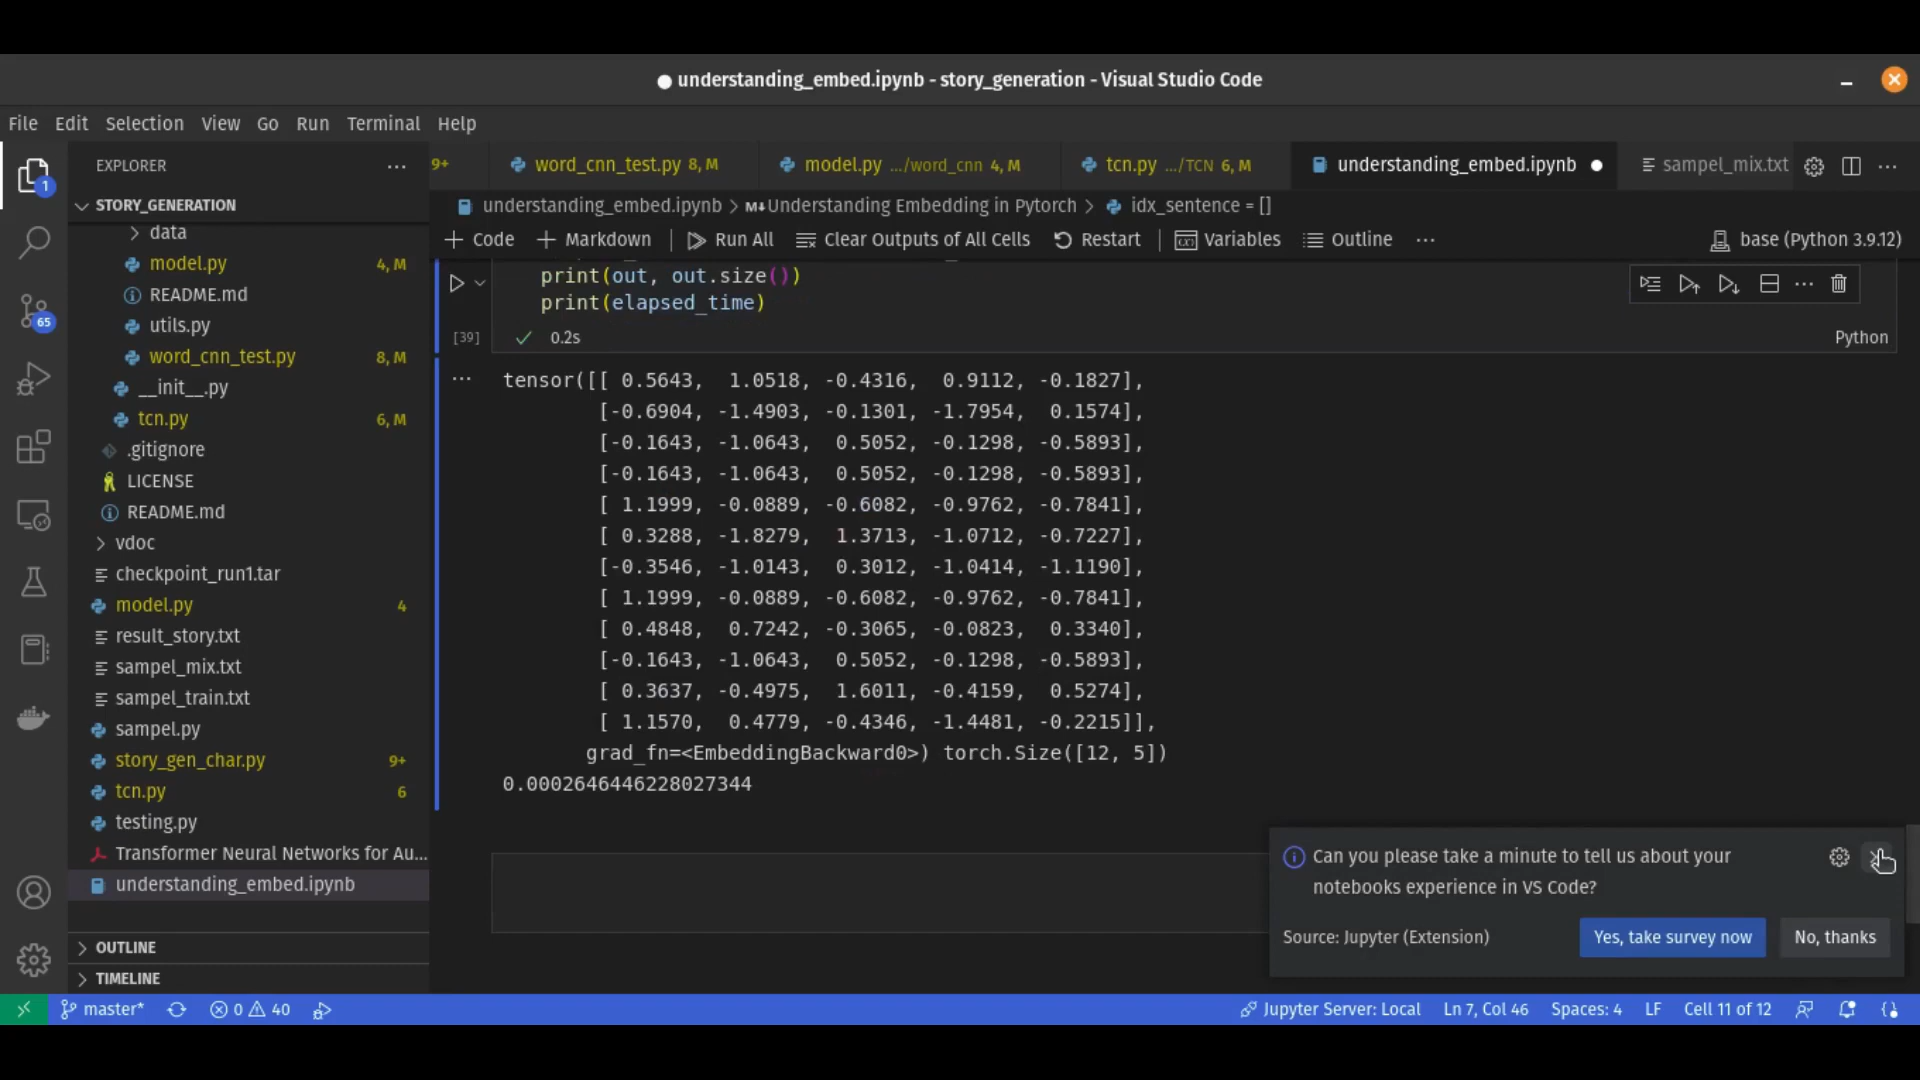 understanding_embed.ipynb - story_generation - Visual Studio Code
File Edit Selection View Go Run Terminal Help
EXPLORER
9+ word_cnn_test.py 8, M model.py .../word_cnn 4, M tcn.py .../TCN 6, M understanding_embed.ipynb sampel_mix.txt
STORY_GENERATION
understanding_embed.ipynb > M↓Understanding Embedding in Pytorch > idx_sentence = []
+ Code + Markdown Run All Clear Outputs of All Cells Restart Variables Outline ... base (Python 3.9.12)
data
model.py 4, M
README.md
utils.py
word_cnn_test.py 8, M
__init__.py
tcn.py 6, M
.gitignore
LICENSE
README.md
vdoc
checkpoint_run1.tar
model.py 4
result_story.txt
sampel_mix.txt
sampel_train.txt
sampel.py
story_gen_char.py 9+
tcn.py 6
testing.py
Transformer Neural Networks for Au...
understanding_embed.ipynb
OUTLINE
TIMELINE
1
65
print(out, out.size())
print(elapsed_time)
[39] 0.2s Python
tensor([[ 0.5643, 1.0518, -0.4316, 0.9112, -0.1827],
[-0.6904, -1.4903, -0.1301, -1.7954, 0.1574],
[-0.1643, -1.0643, 0.5052, -0.1298, -0.5893],
[-0.1643, -1.0643, 0.5052, -0.1298, -0.5893],
[ 1.1999, -0.0889, -0.6082, -0.9762, -0.7841],
[ 0.3288, -1.8279, 1.3713, -1.0712, -0.7227],
[-0.3546, -1.0143, 0.3012, -1.0414, -1.1190],
[ 1.1999, -0.0889, -0.6082, -0.9762, -0.7841],
[ 0.4848, 0.7242, -0.3065, -0.0823, 0.3340],
[-0.1643, -1.0643, 0.5052, -0.1298, -0.5893],
[ 0.3637, -0.4975, 1.6011, -0.4159, 0.5274],
[ 1.1570, 0.4779, -0.4346, -1.4481, -0.2215]],
grad_fn=<EmbeddingBackward0>) torch.Size([12, 5])
0.0002646446228027344
Can you please take a minute to tell us about your
notebooks experience in VS Code?
Source: Jupyter (Extension) Yes, take survey now No, thanks
master* 0 40 Jupyter Server: Local Ln 7, Col 46 Spaces: 4 LF Cell 11 of 12